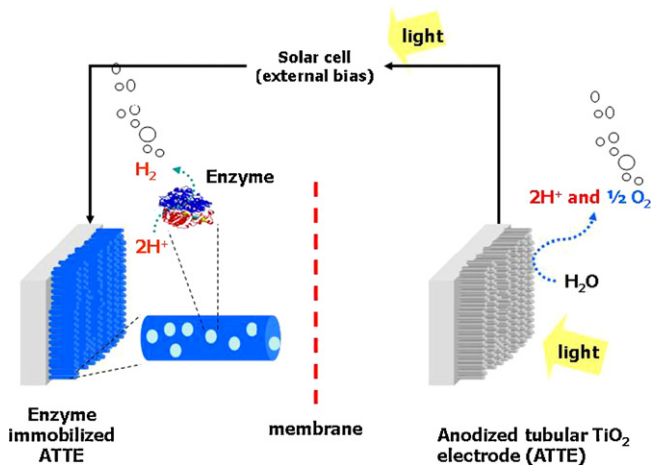 light
Solar cell
(external bias)
H₂
Enzyme
2H⁺
2H⁺ and ½ O₂
H₂O
light
Enzyme
immobilized
ATTE
membrane
Anodized tubular TiO₂
electrode (ATTE)